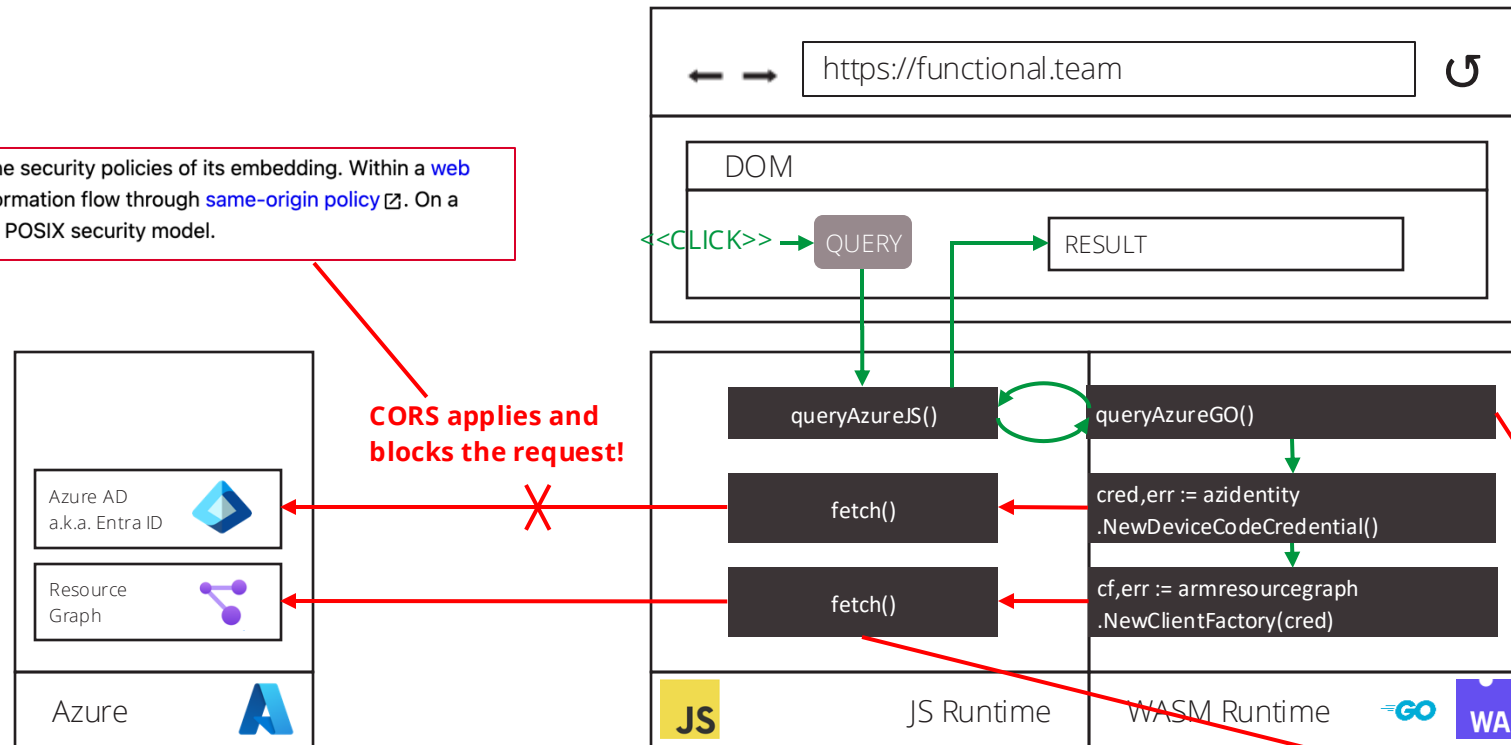 https://functional.team
ne security policies of its embedding. Within a web
ormation flow through same-origin policy. On a
POSIX security model.
DOM
<<CLICK>>
QUERY
RESULT
CORS applies and
blocks the request!
queryAzureJS()
queryAzureGO()
Azure AD
a.k.a. Entra ID
fetch()
cred,err := azidentity
.NewDeviceCodeCredential()
Resource
Graph
fetch()
cf,err := armresourcegraph
.NewClientFactory(cred)
Azure
JS
JS Runtime
WASM Runtime
GO
WA